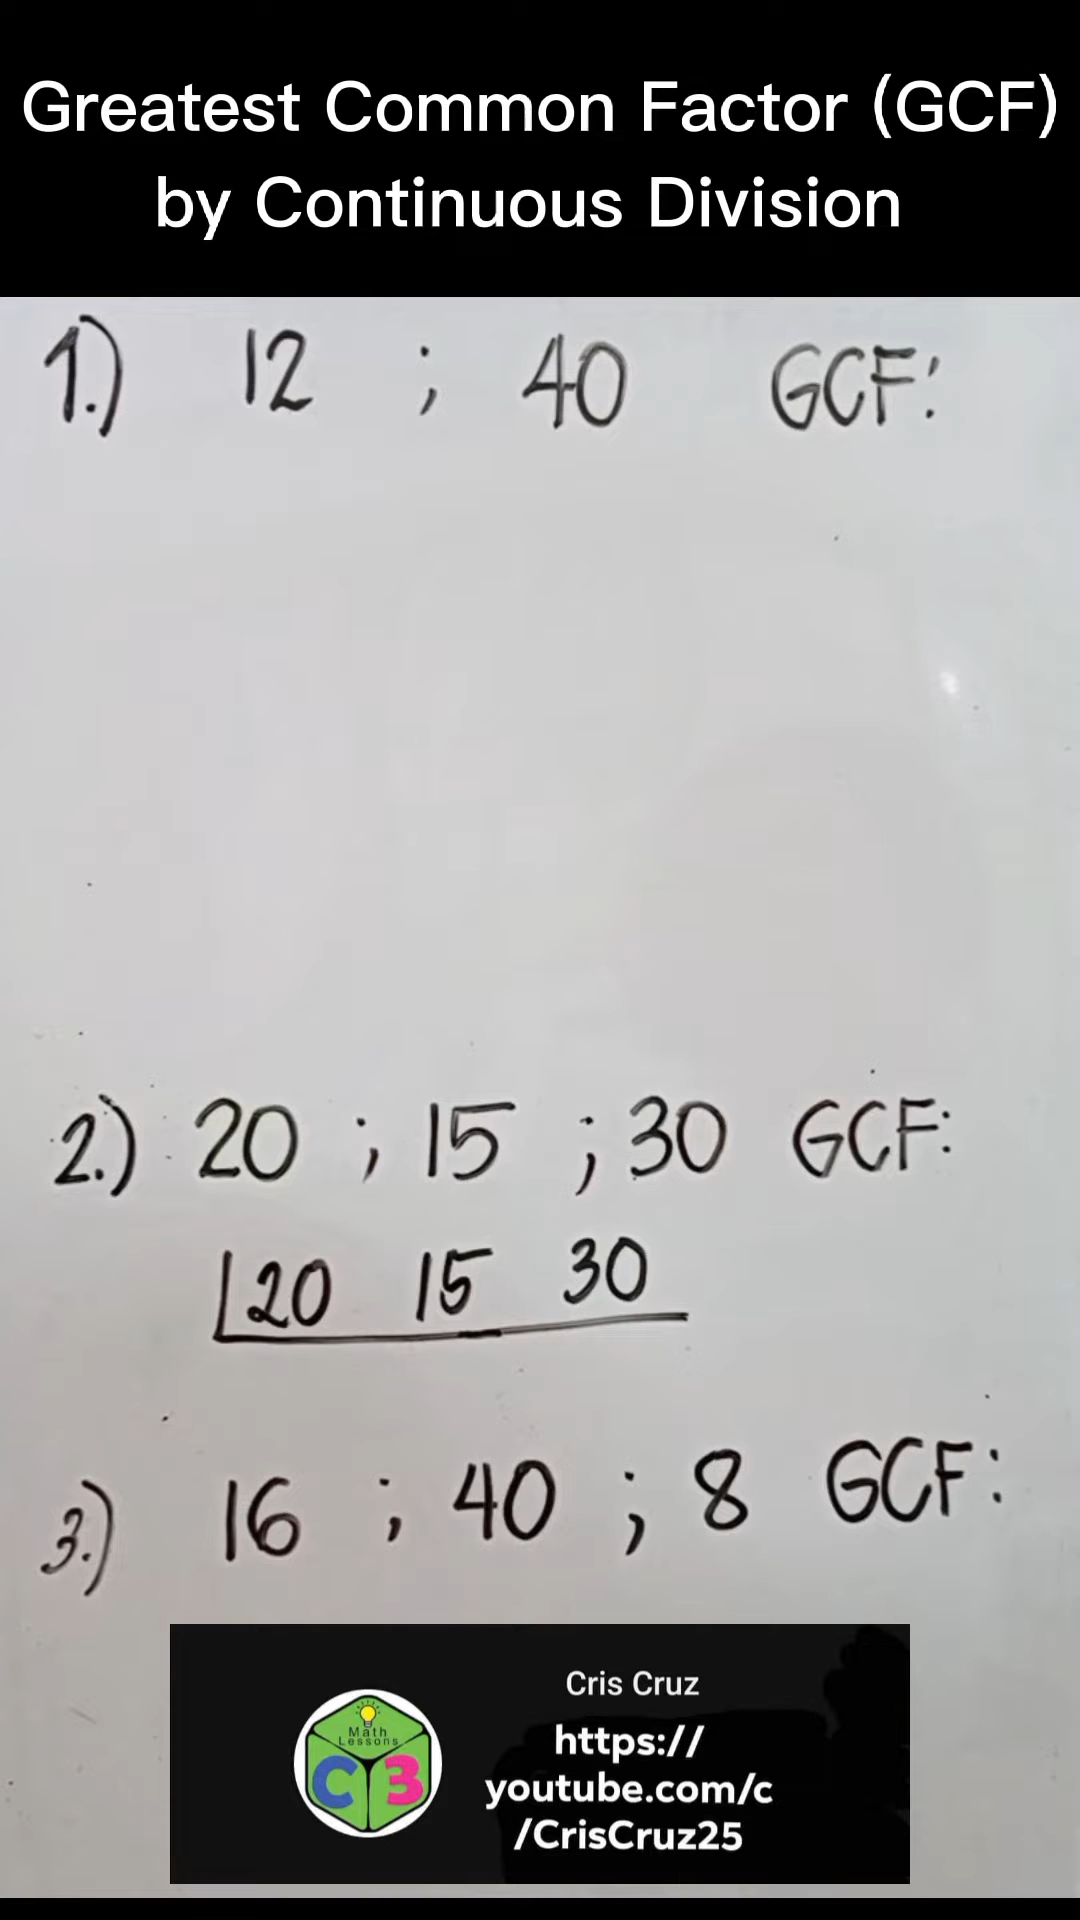 Greatest Common Factor (GCF)
by Continuous Division
1.) 12 ; 40 GCF:
2.) 20 ; 15 ; 30 GCF:
20 15 30
3.) 16 ; 40 ; 8 GCF:
Cris Cruz
Math
Lessons
C 3
https://
youtube.com/c
/CrisCruz25